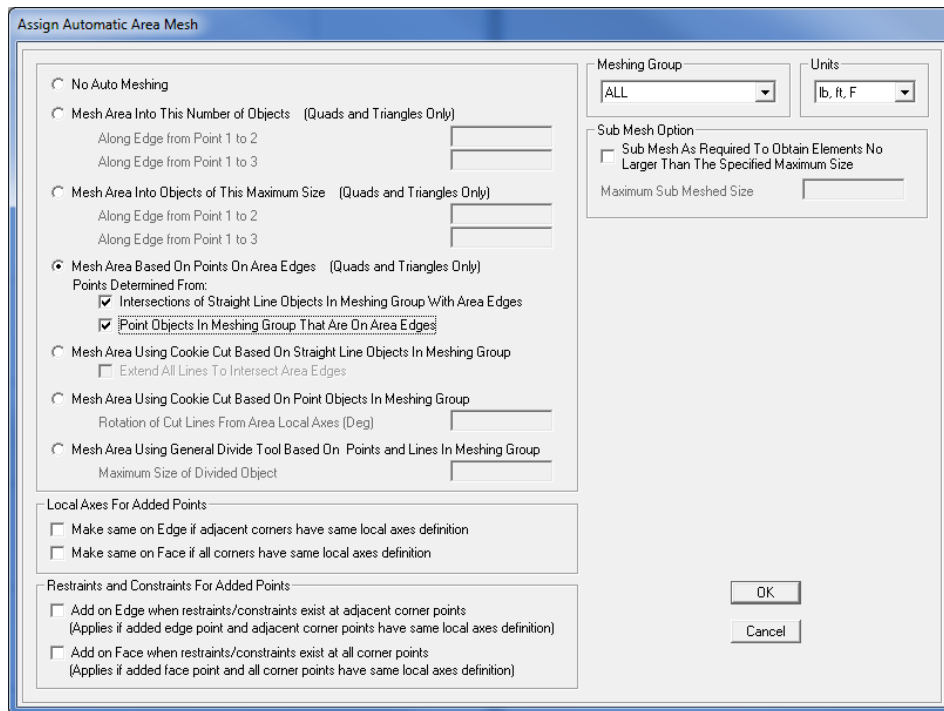 Assign Automatic Area Mesh
No Auto Meshing
Mesh Area Into This Number of Objects (Quads and Triangles Only)
Along Edge from Point 1 to 2
Along Edge from Point 1 to 3
Mesh Area Into Objects of This Maximum Size (Quads and Triangles Only)
Along Edge from Point 1 to 2
Along Edge from Point 1 to 3
Mesh Area Based On Points On Area Edges (Quads and Triangles Only)
Points Determined From:
Intersections of Straight Line Objects In Meshing Group With Area Edges
Point Objects In Meshing Group That Are On Area Edges
Mesh Area Using Cookie Cut Based On Straight Line Objects In Meshing Group
Extend All Lines To Intersect Area Edges
Mesh Area Using Cookie Cut Based On Point Objects In Meshing Group
Rotation of Cut Lines From Area Local Axes (Deg)
Mesh Area Using General Divide Tool Based On Points and Lines In Meshing Group
Maximum Size of Divided Object
Local Axes For Added Points
Make same on Edge if adjacent corners have same local axes definition
Make same on Face if all corners have same local axes definition
Restraints and Constraints For Added Points
Add on Edge when restraints/constraints exist at adjacent corner points
(Applies if added edge point and adjacent corner points have same local axes definition)
Add on Face when restraints/constraints exist at all corner points
(Applies if added face point and all corner points have same local axes definition)
Meshing Group
ALL
Units
lb, ft, F
Sub Mesh Option
Sub Mesh As Required To Obtain Elements No
Larger Than The Specified Maximum Size
Maximum Sub Meshed Size
OK
Cancel